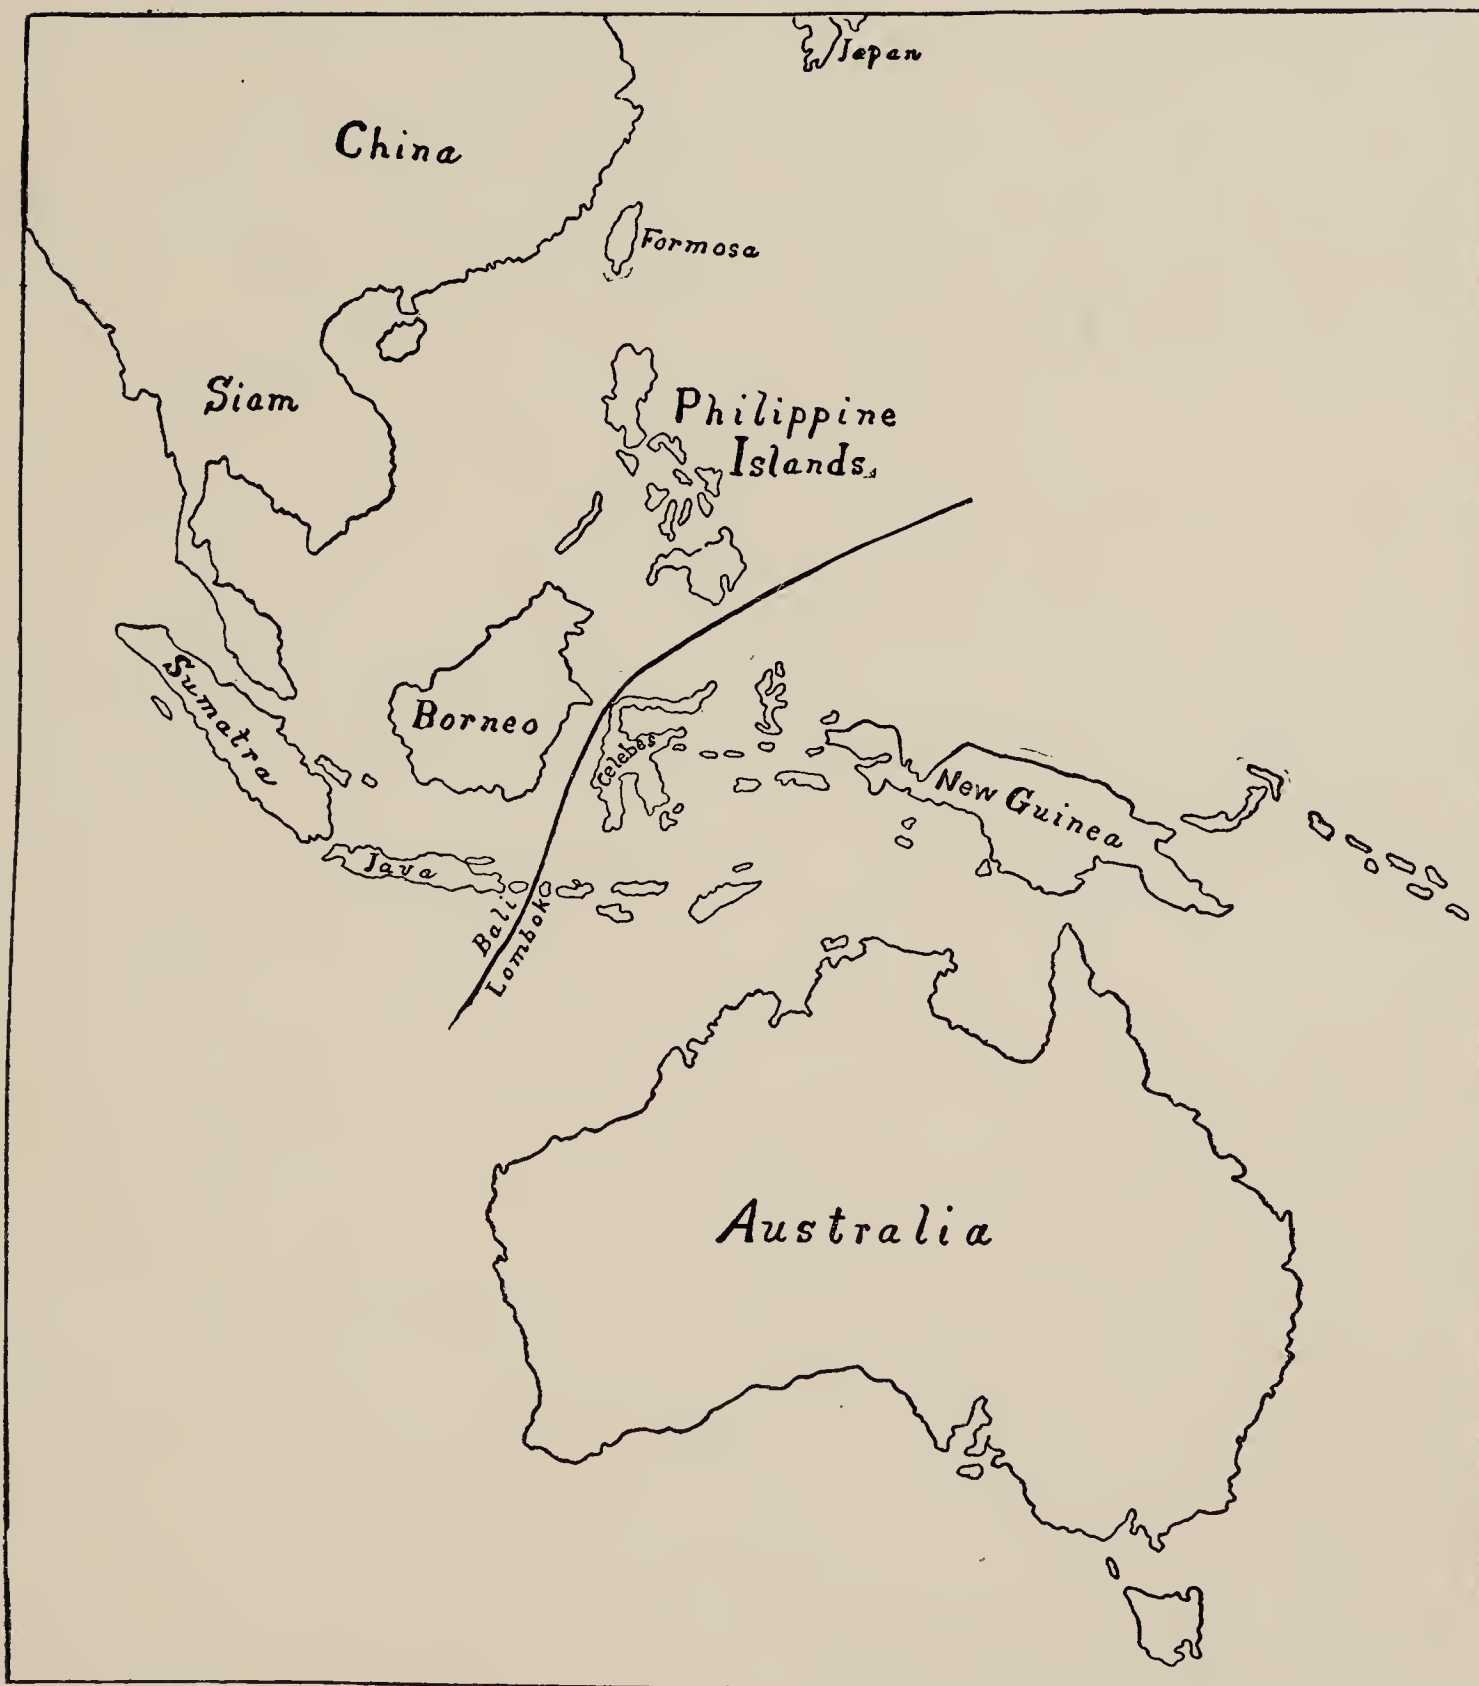 Japan
China
Formosa
Siam
Philippine
Islands.
Sumatra
Borneo
Celebes
New Guinea
Java
Bali
Lombok
Australia